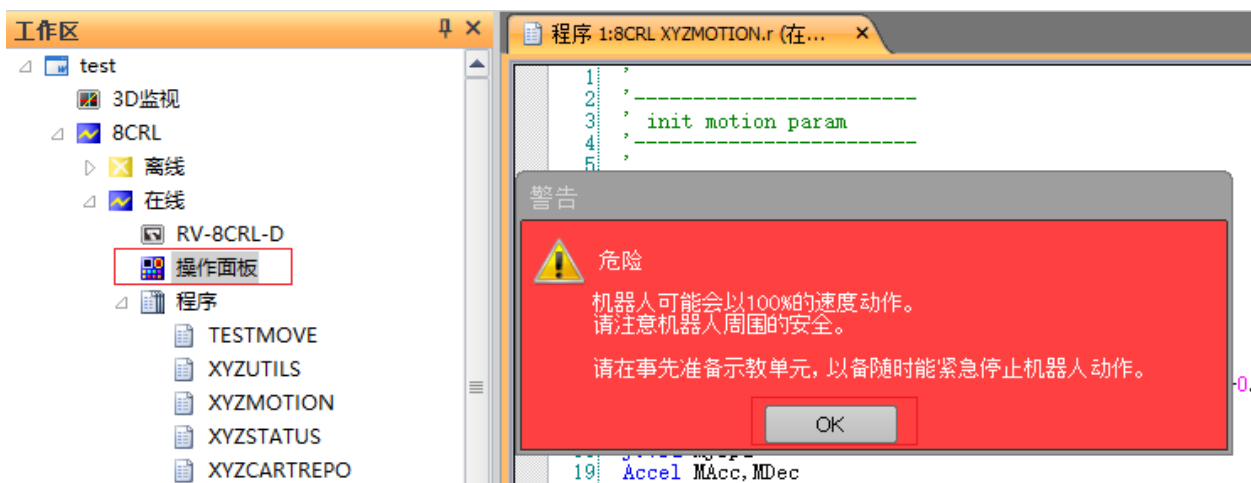 工作区
test
3D监视
8CRL
离线
在线
RV-8CRL-D
操作面板
程序
TESTMOVE
XYZUTILS
XYZMOTION
XYZSTATUS
XYZCARTREPO
程序 1:8CRL XYZMOTION.r (在...
1 '
2 '------------------------
3 ' init motion param
4 '------------------------
5 '
警告
危险
机器人可能会以100%的速度动作。
请注意机器人周围的安全。
请在事先准备示教单元，以备随时能紧急停止机器人动作。
OK
19 Accel MAcc,MDec